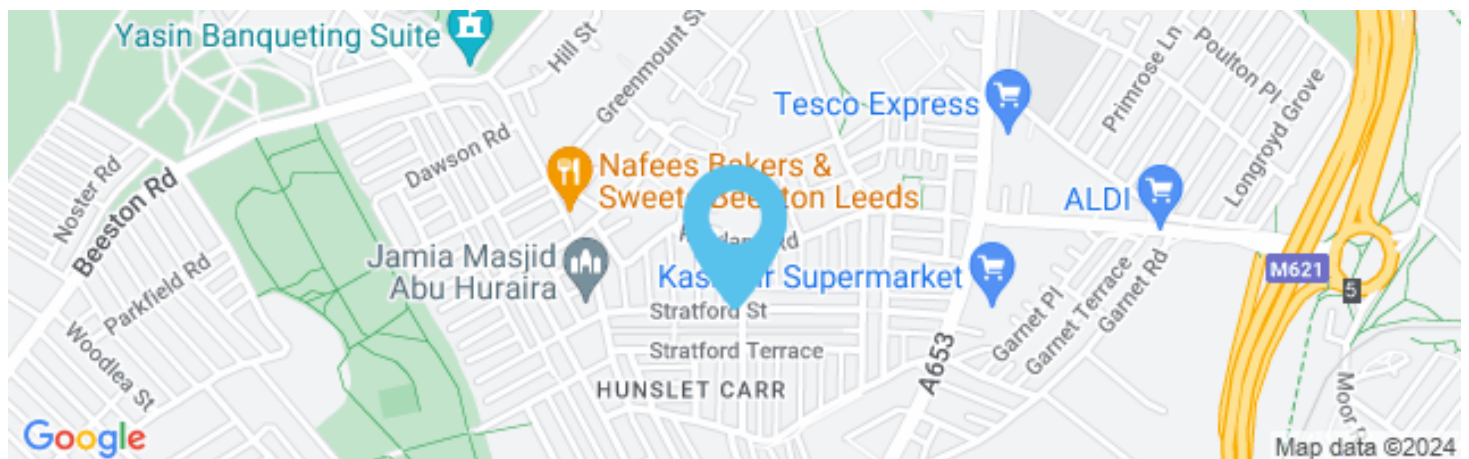 Yasin Banqueting Suite
Hill St
Greenmount St
Tesco Express
Primrose Ln
Poulton Pl
Longroyd Grove
Noster Rd
Beeston Rd
Dawson Rd
Nafees Bakers &
Leeds
ALDI
Rd
Jamia Masjid
Abu Huraira
Supermarket
M621
5
Parkfield Rd
Woodlea St
Stratford St
Stratford Terrace
HUNSLET CARR
A653
Garnet Pl
Garnet Terrace
Garnet Rd
Moor
Google
Map data ©2024